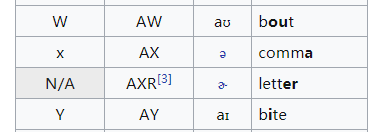 W AW aʊ bout
x AX ə comma
N/A AXR[3] ɚ letter
Y AY aɪ bite